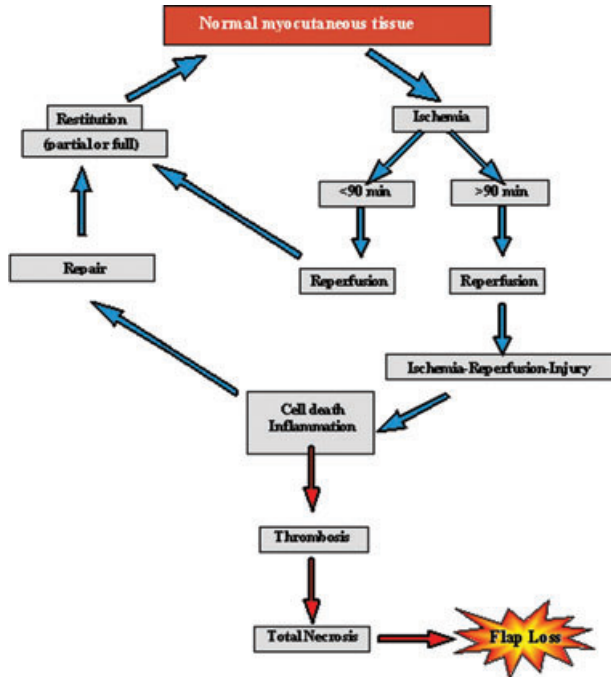 Normal myocutaneous tissue
Restitution
(partial or full)
Ischemia
<90 min
>90 min
Repair
Reperfusion
Reperfusion
Ischemia-Reperfusion-Injury
Cell death
Inflammation
Thrombosis
Total Necrosis
Flap Loss